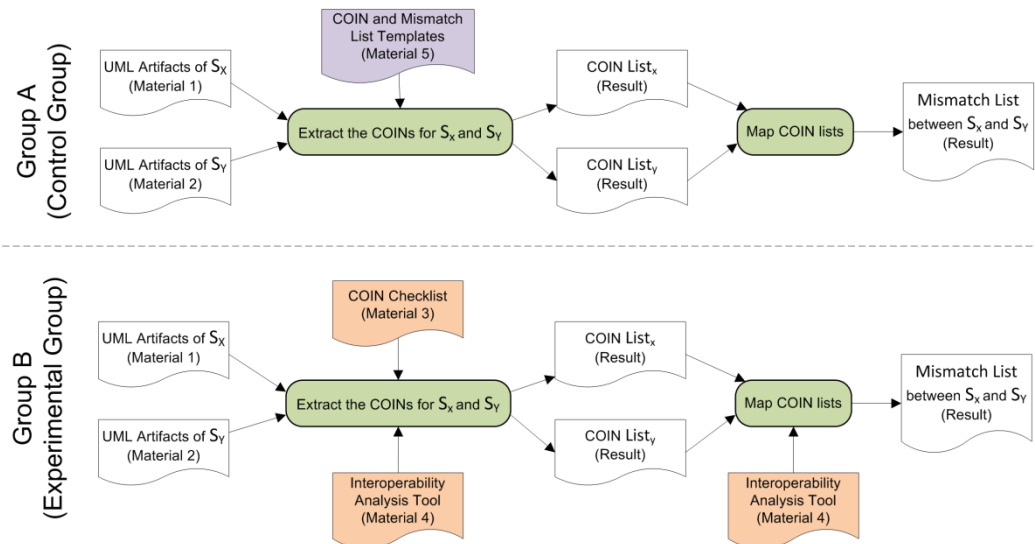 Group A
(Control Group)
COIN and Mismatch
List Templates
(Material 5)
UML Artifacts of SX
(Material 1)
UML Artifacts of SY
(Material 2)
Extract the COINs for Sx and SY
COIN Listx
(Result)
COIN Listy
(Result)
Map COIN lists
Mismatch List
between Sx and SY
(Result)
Group B
(Experimental Group)
COIN Checklist
(Material 3)
UML Artifacts of SX
(Material 1)
UML Artifacts of SY
(Material 2)
Extract the COINs for Sx and SY
Interoperability
Analysis Tool
(Material 4)
COIN Listx
(Result)
COIN Listy
(Result)
Map COIN lists
Interoperability
Analysis Tool
(Material 4)
Mismatch List
between Sx and SY
(Result)